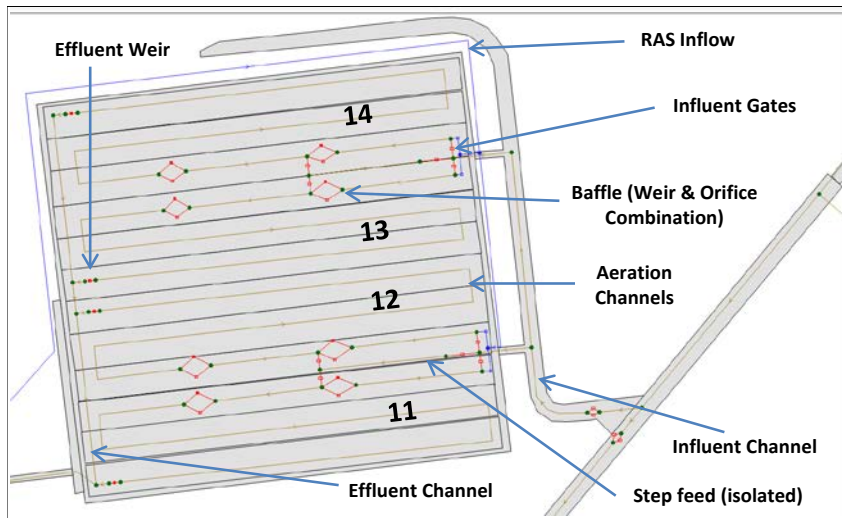 Effluent Weir
RAS Inflow
14
Influent Gates
Baffle (Weir & Orifice
Combination)
13
Aeration
Channels
12
11
Influent Channel
Effluent Channel
Step feed (isolated)